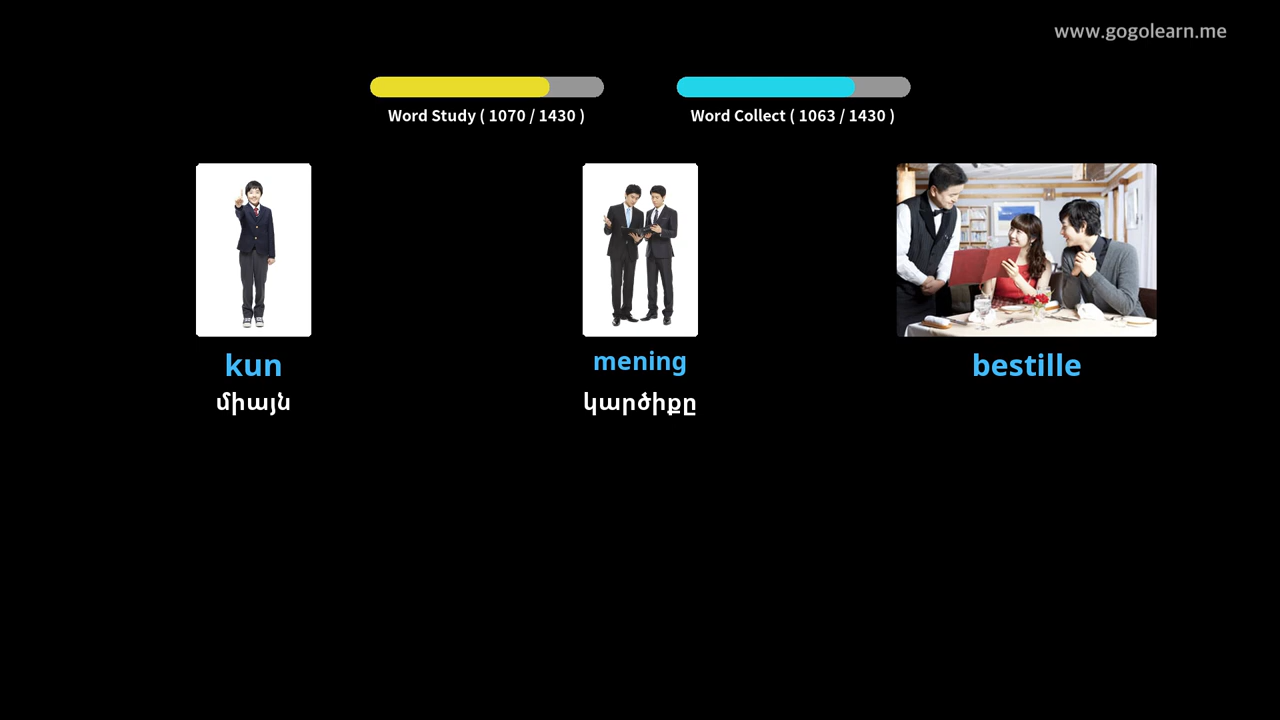 www.gogolearn.me
Word Study ( 1070 / 1430 )
Word Collect ( 1063 / 1430 )
kun
mening
bestille
միայն
կարծիքը